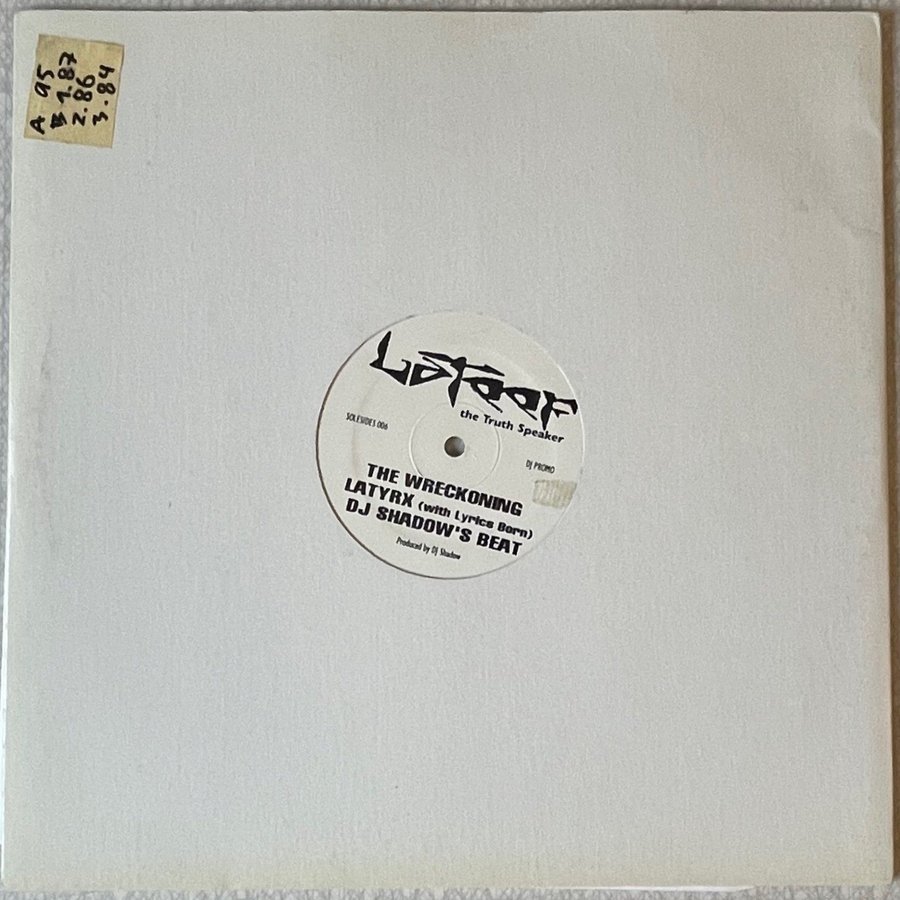 A 95
B 1.87
2.86
3.84
Lateef
the Truth Speaker
SOLESIDES 006
DJ PROMO
THE WRECKONING
LATYRX (with Lyrics Born)
DJ SHADOW'S BEAT
Produced by DJ Shadow